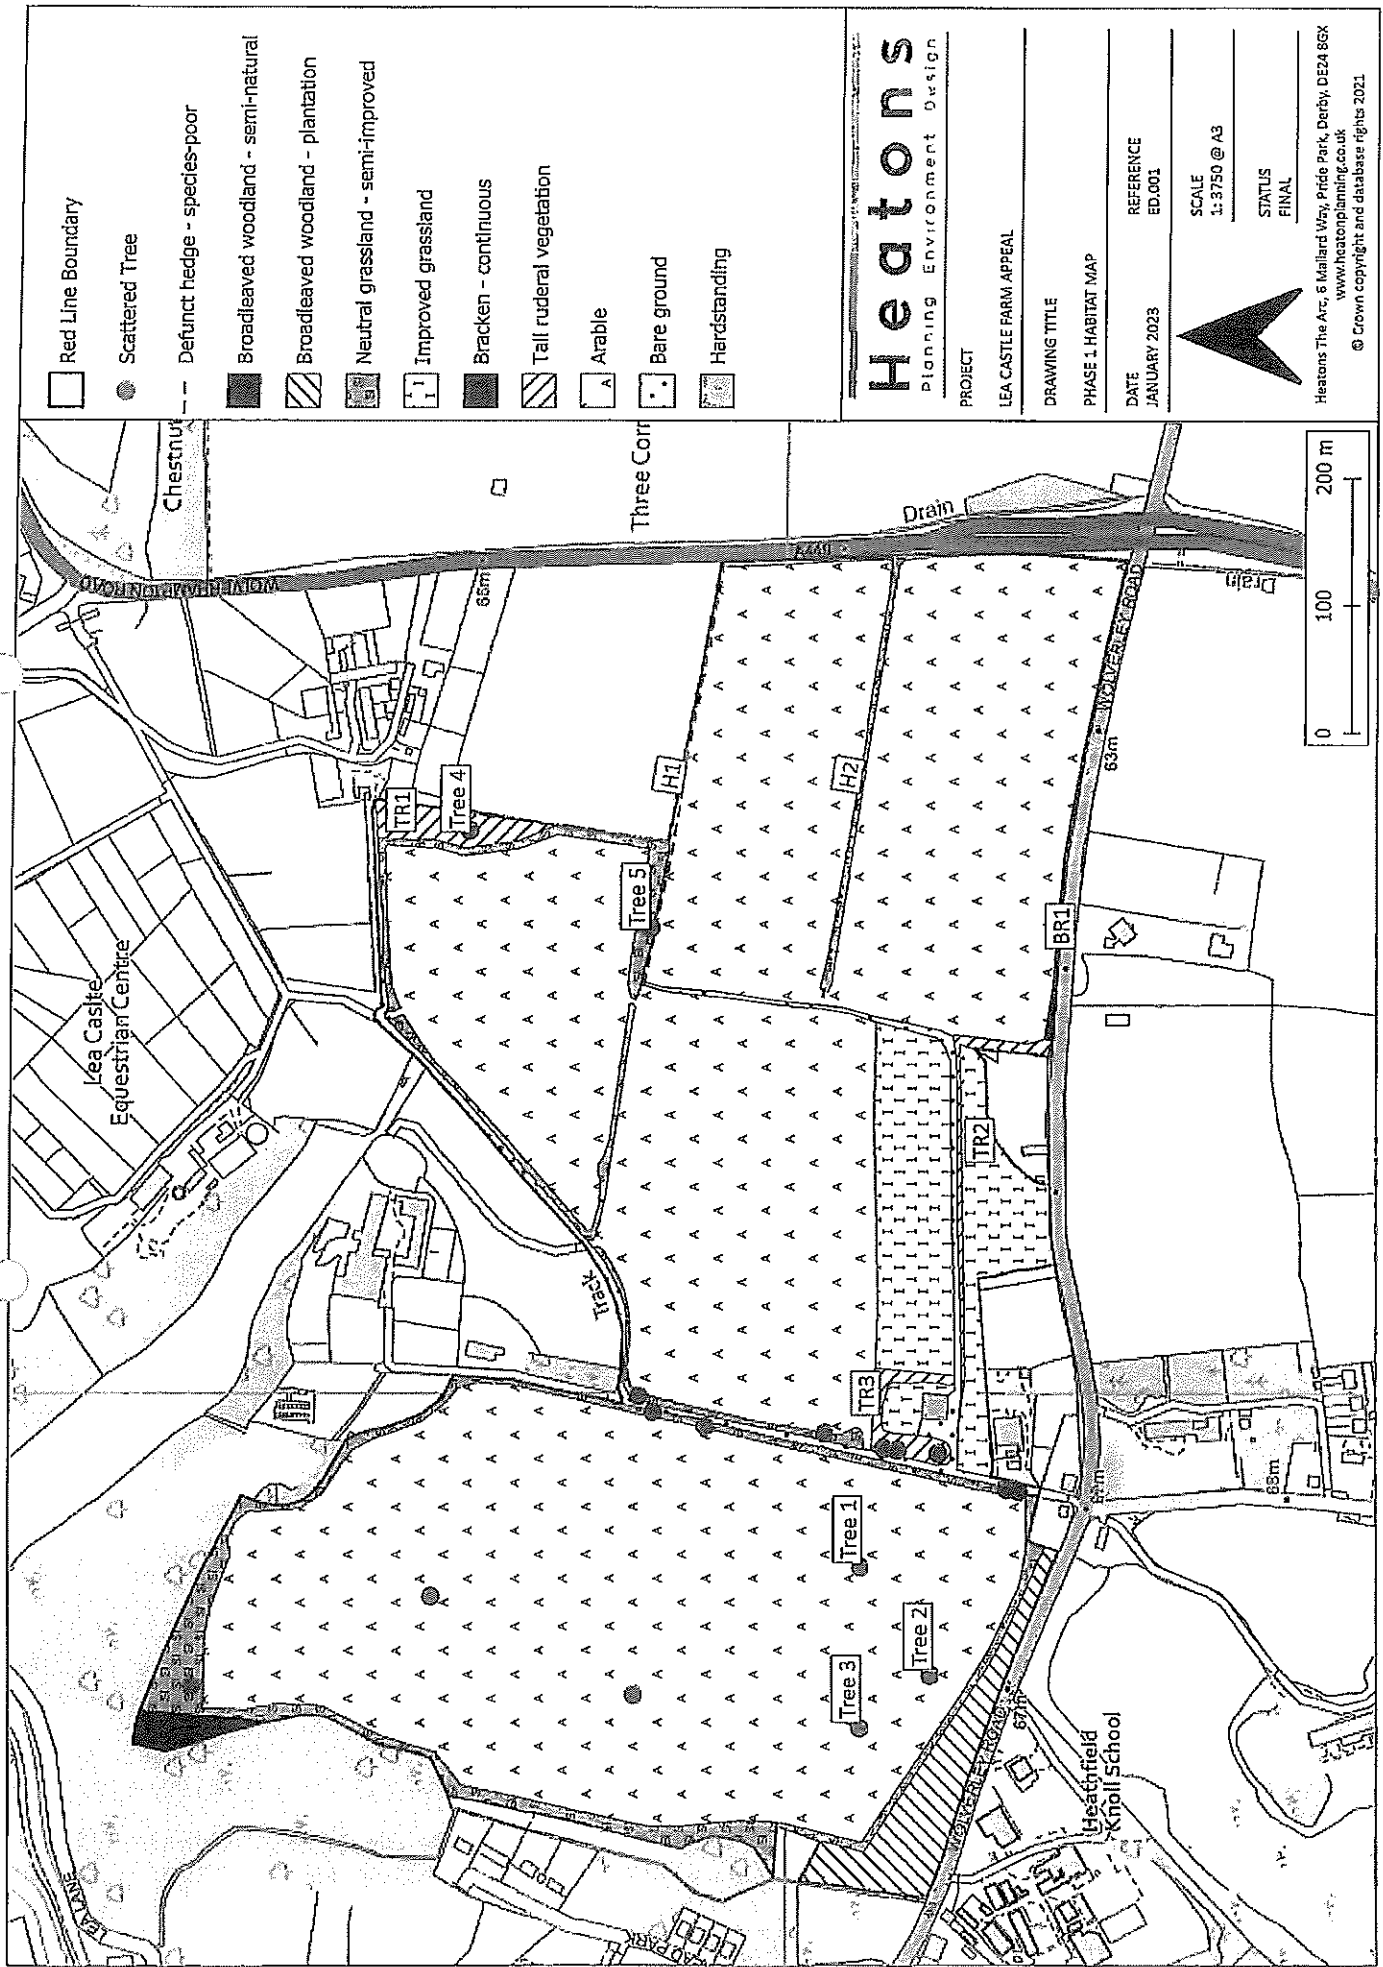 Red Line Boundary
Scattered Tree
Defunct hedge - species-poor
Broadleaved woodland - semi-natural
Broadleaved woodland - plantation
Neutral grassland - semi-improved
Improved grassland
Bracken - continuous
Tall ruderal vegetation
Arable
Bare ground
Hardstanding
Heatons
Planning Environment Design
PROJECT
LEA CASTLE FARM APPEAL
DRAWING TITLE
PHASE 1 HABITAT MAP
DATE
JANUARY 2023
REFERENCE
ED.001
SCALE
1: 3750 @ A3
STATUS
FINAL
Heatons The Arc, 6 Mallard Way, Pride Park, Derby, DE24 8GX
www.heatonplanning.co.uk
© Crown copyright and database rights 2021
Chestnut
WOLVERHAMPTON ROAD
66m
Three Corn
Drain
A449
Drain
Lea Castle
Equestrian Centre
TR1
Tree 4
Tree 5
H1
H2
WOLVERLEY ROAD
63m
BR1
TR2
TR3
Track
Tree 1
Tree 2
Tree 3
WOLVERLEY ROAD
67m
68m
Heathfield
Knoll School
LEA LANE
PARK
0 100 200 m